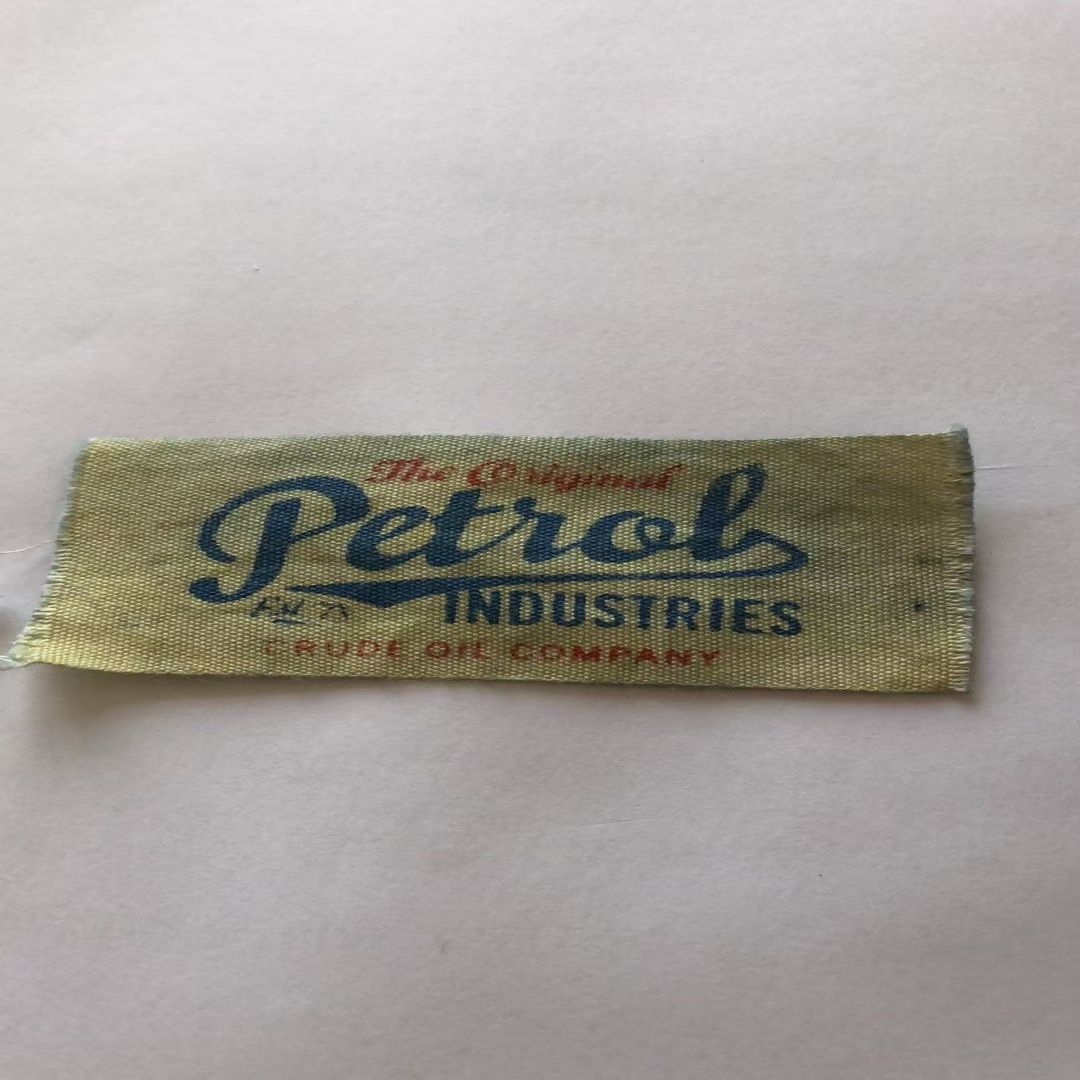 The Original
Petrol
INDUSTRIES
CRUDE OIL COMPANY